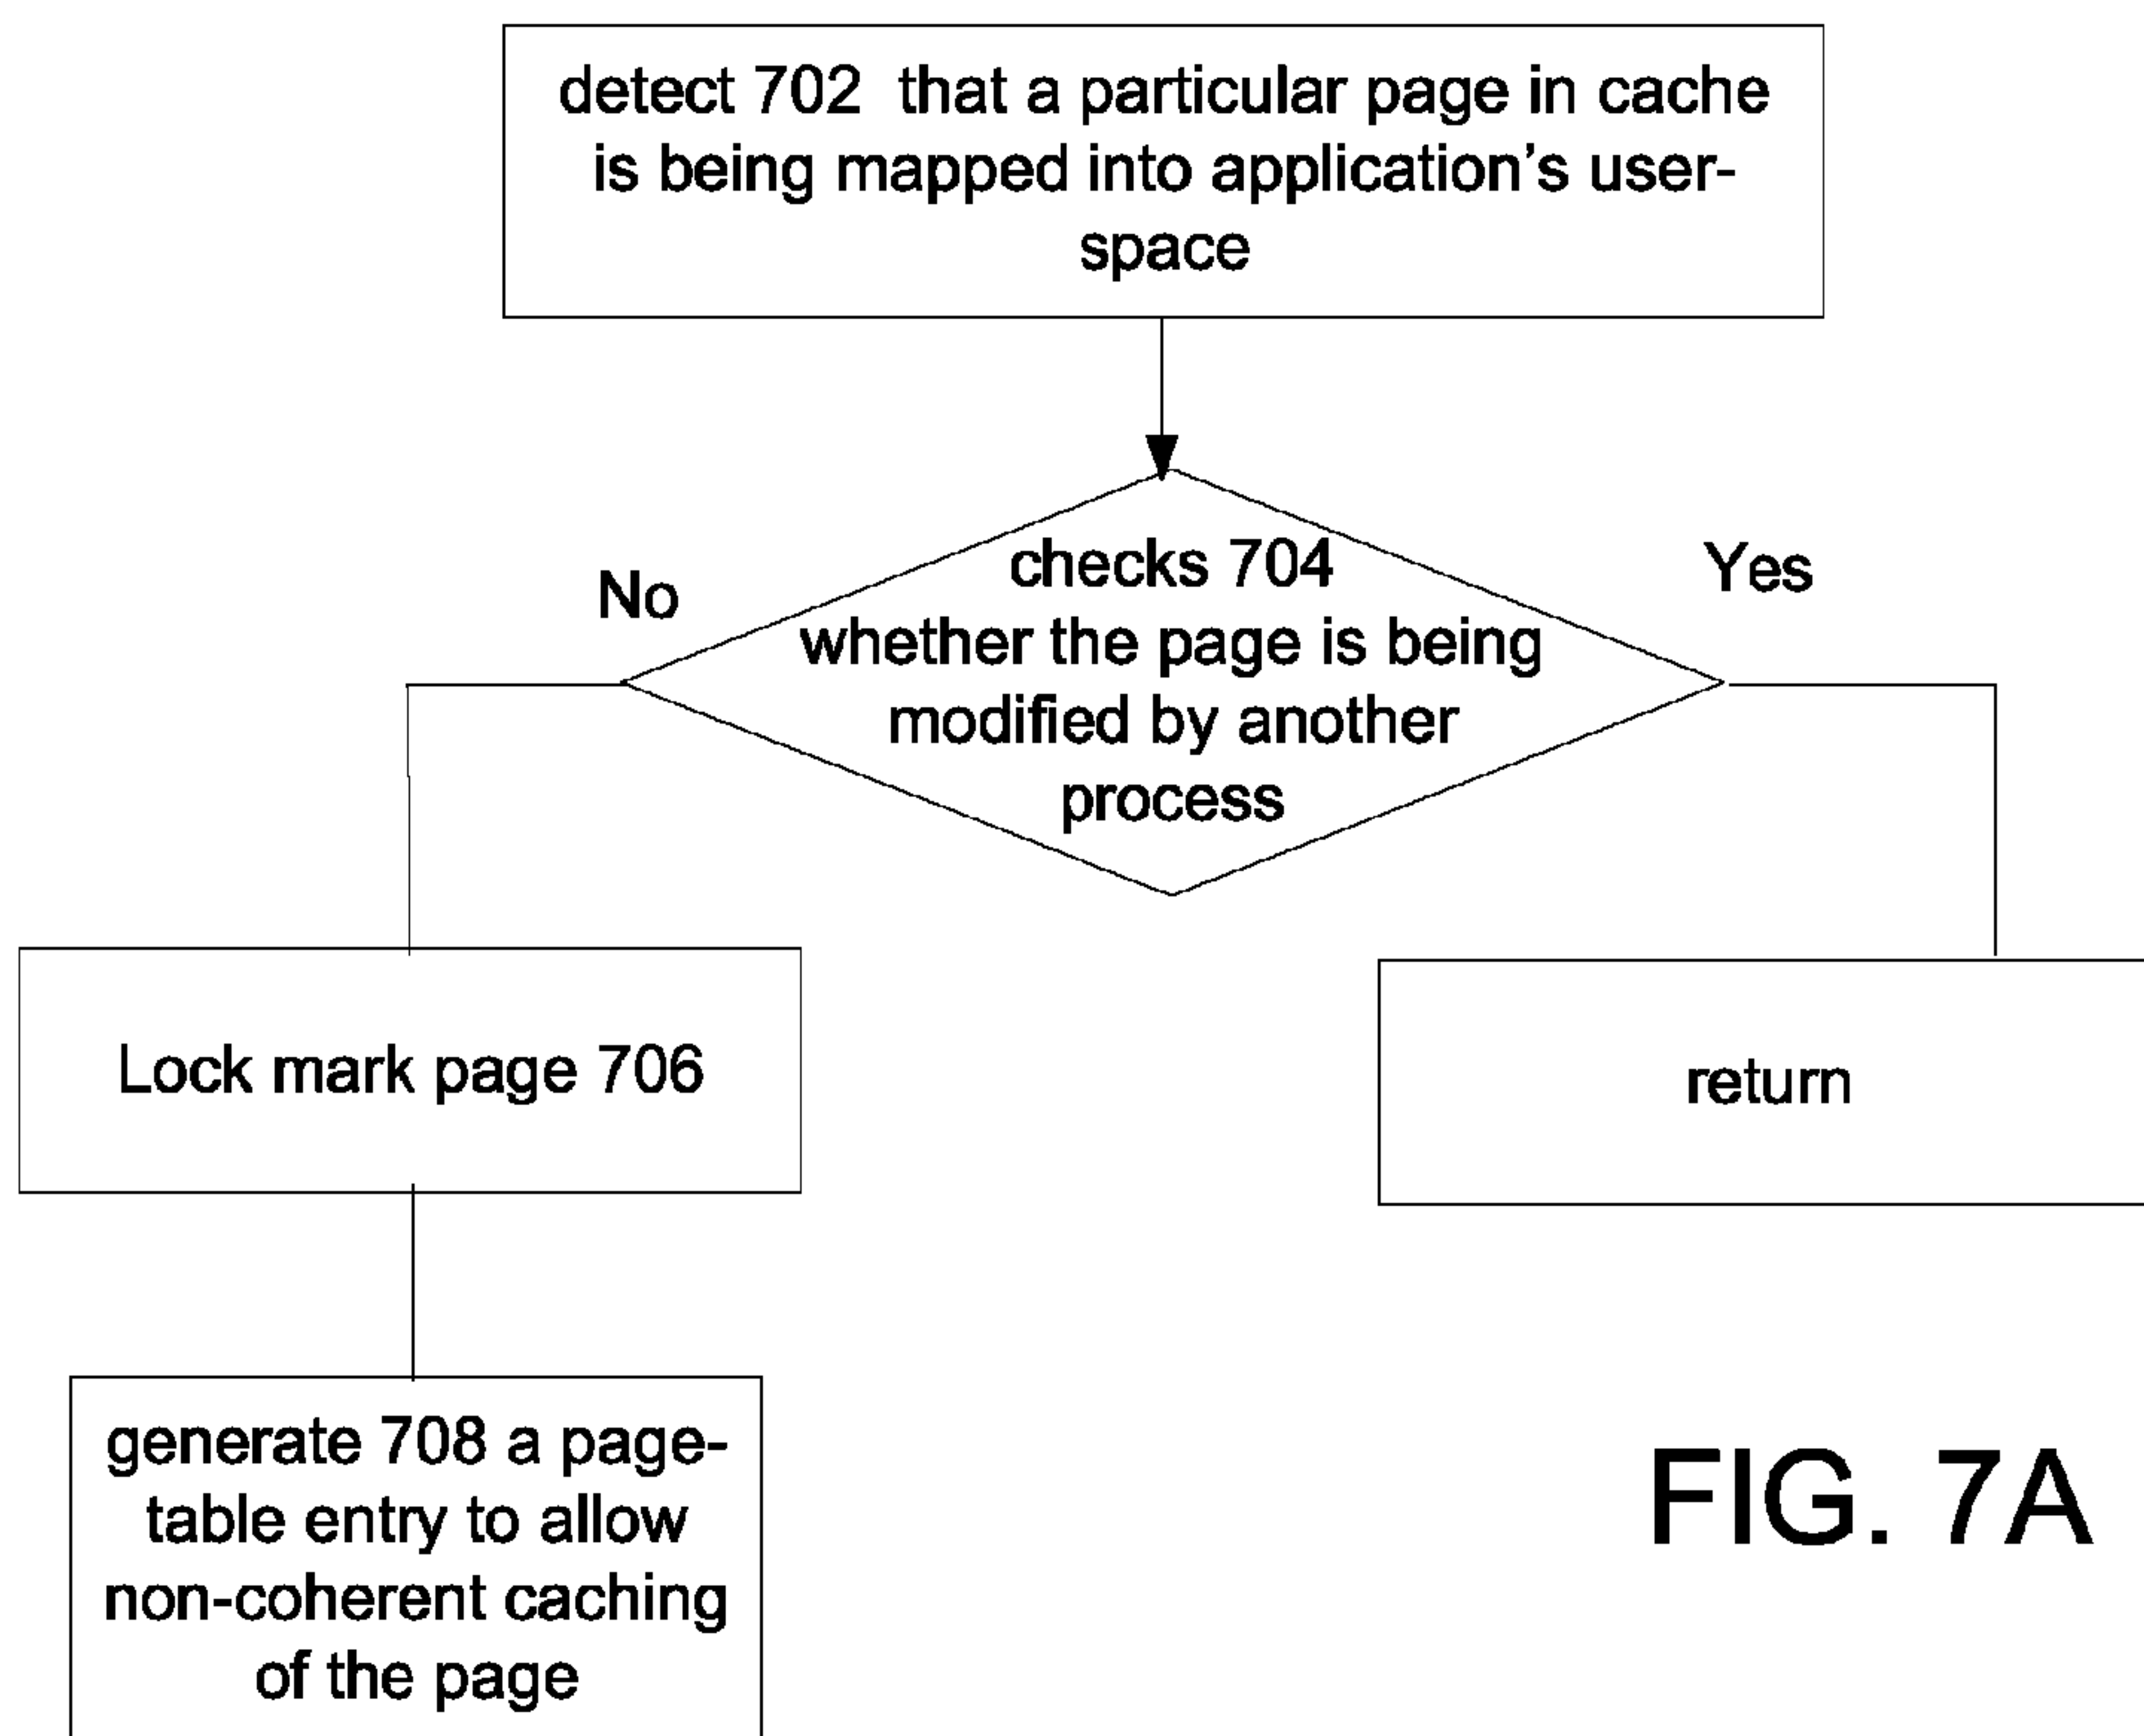 detect 702 that a particular page in cache
is being mapped into application's user-
space
checks 704
whether the page is being
modified by another
process
No
Yes
Lock mark page 706
return
generate 708 a page-
table entry to allow
non-coherent caching
of the page
FIG. 7A